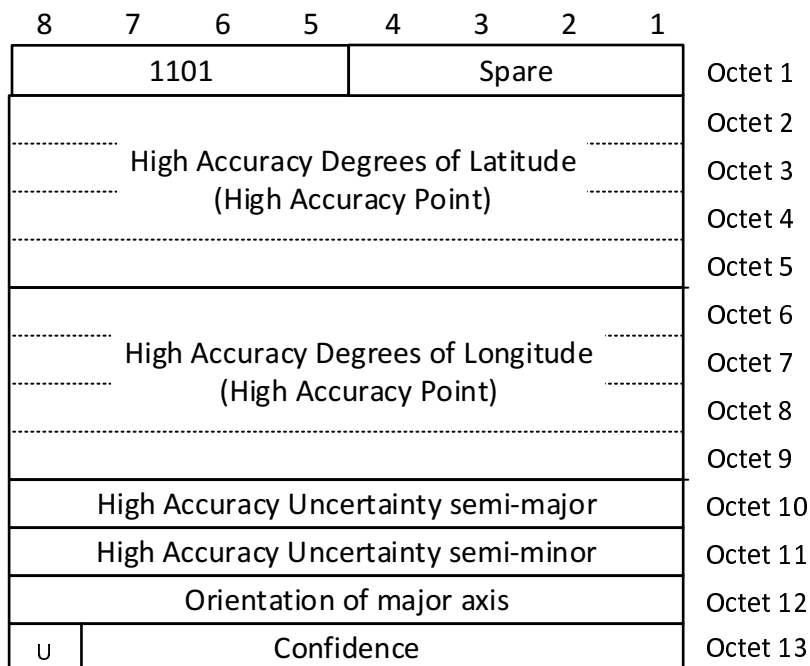 8 7 6 5 4 3 2 1
1101 Spare Octet 1
Octet 2
High Accuracy Degrees of Latitude Octet 3
(High Accuracy Point) Octet 4
Octet 5
Octet 6
High Accuracy Degrees of Longitude Octet 7
(High Accuracy Point) Octet 8
Octet 9
High Accuracy Uncertainty semi-major Octet 10
High Accuracy Uncertainty semi-minor Octet 11
Orientation of major axis Octet 12
U Confidence Octet 13